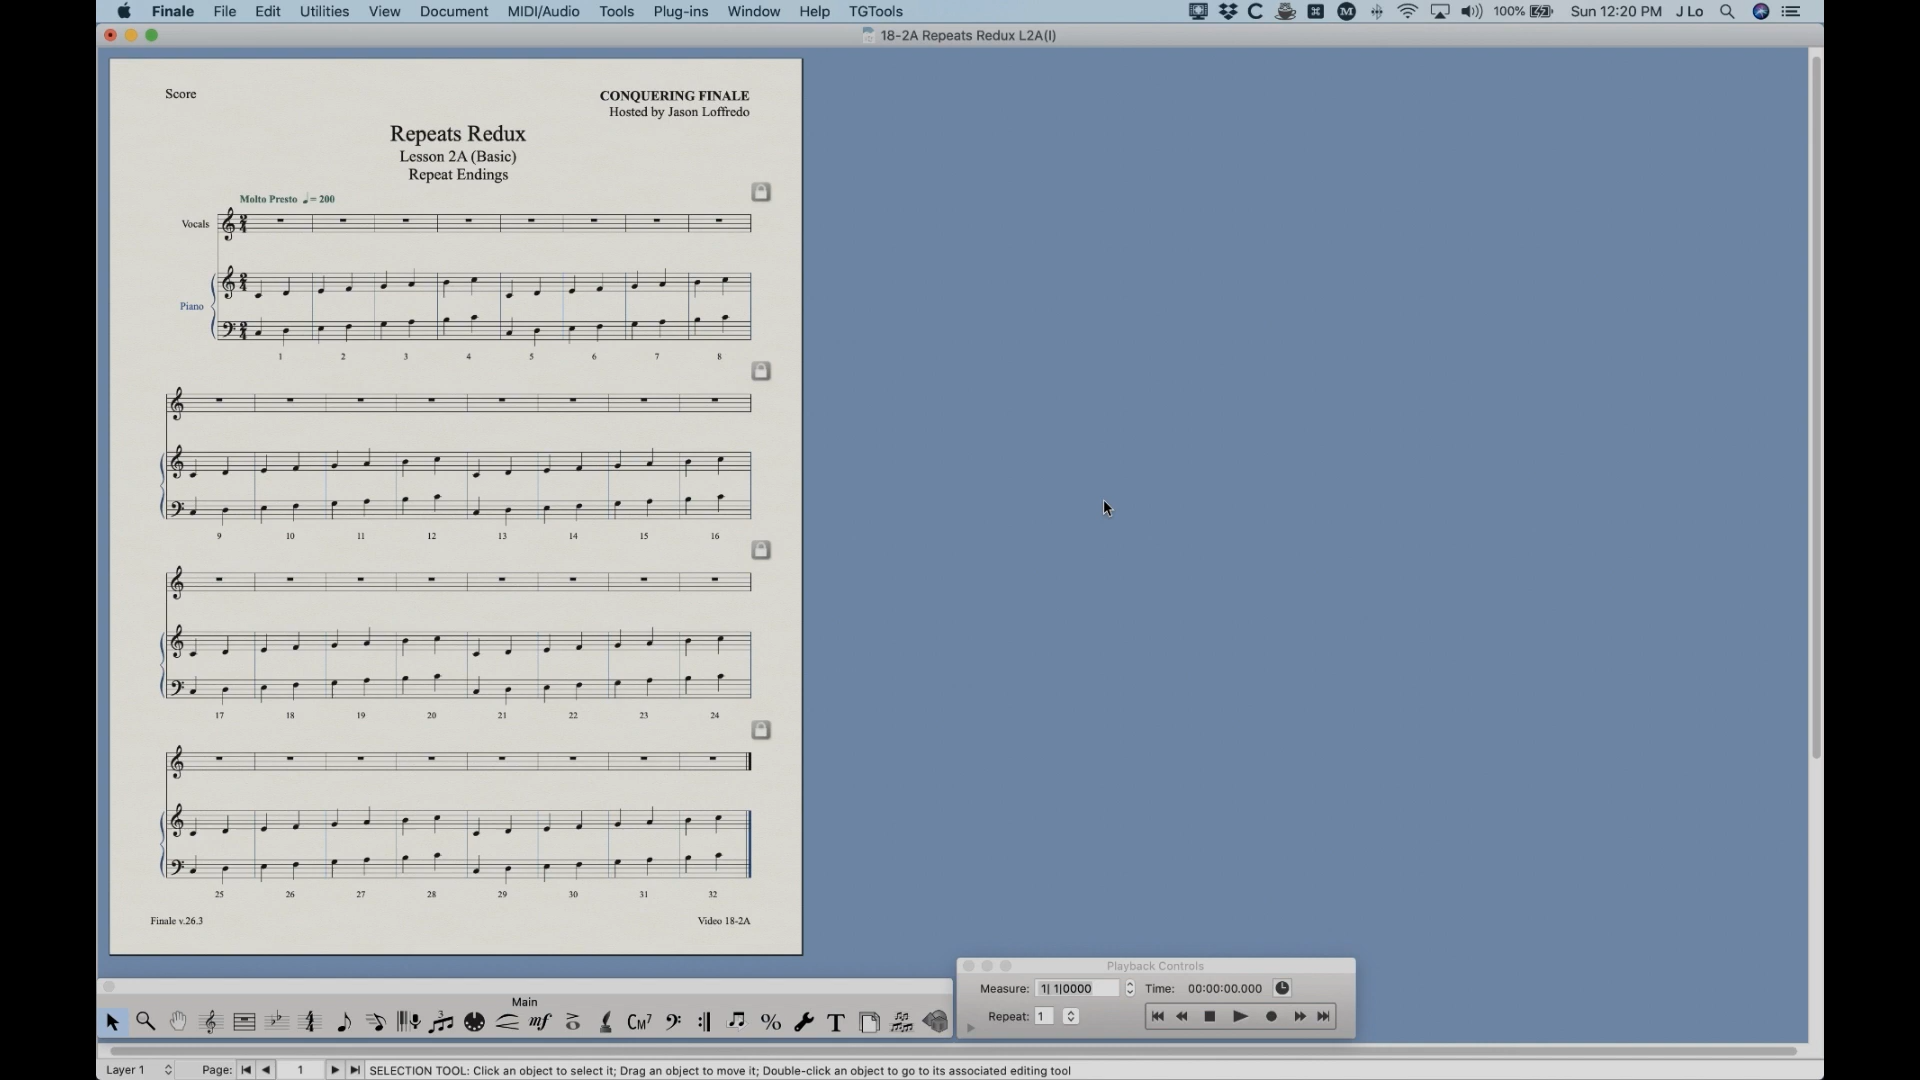 Finale File Edit Utilities View Document MIDI/Audio Tools Plug-ins Window Help TGTools 100% Sun 12:20 PM J Lo
18-2A Repeats Redux L2A(I)
Score
CONQUERING FINALE
Hosted by Jason Loffredo
Repeats Redux
Lesson 2A (Basic)
Repeat Endings
Molto Presto ♩= 200
Vocals
Piano
1 2 3 4 5 6 7 8
9 10 11 12 13 14 15 16
17 18 19 20 21 22 23 24
25 26 27 28 29 30 31 32
Finale v.26.3 Video 18-2A
Main
Playback Controls
Measure: 1| 1|0000 Time: 00:00:00.000
Repeat: 1
Layer 1 Page: 1 SELECTION TOOL: Click an object to select it; Drag an object to move it; Double-click an object to go to its associated editing tool